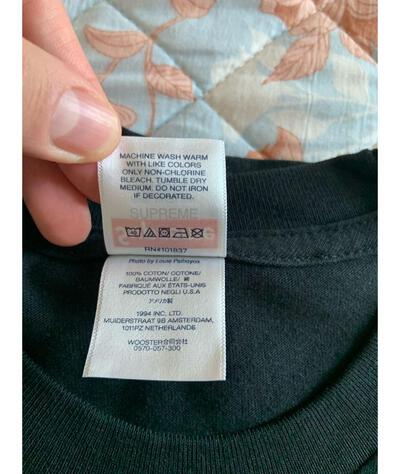 MACHINE WASH WARM
WITH LIKE COLORS
ONLY NON-CHLORINE
BLEACH. TUMBLE DRY
MEDIUM. DO NOT IRON
IF DECORATED.
SUPREME
RN#101837
Photo by Louie Psihoyos
100% COTTON/ COTONE/
BAUMWOLLE/ 綿
FABRIQUÉ AUX ÉTATS-UNIS
PRODOTTO NEGLI U.S.A
アメリカ製
1994 INC, LTD.
MUIDERSTRAAT 9B AMSTERDAM,
1011PZ NETHERLANDS
WOOSTER合同会社
0570-057-300